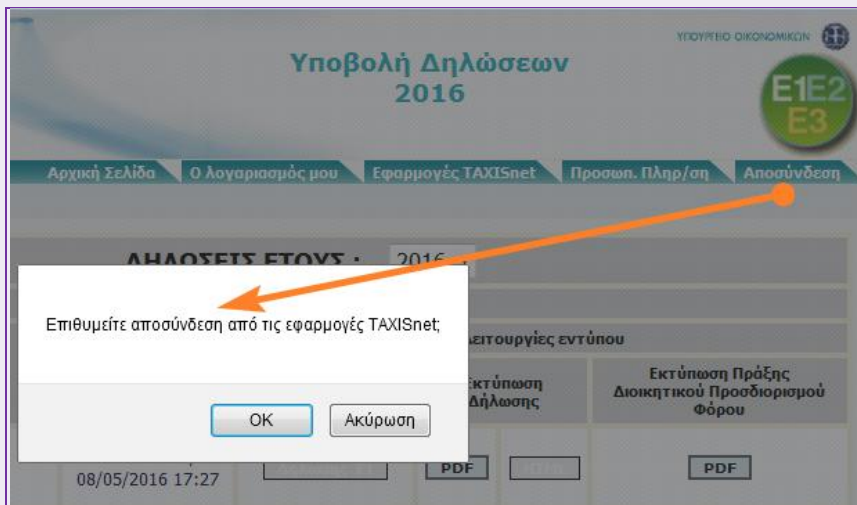 ΥΠΟΥΡΓΕΙΟ ΟΙΚΟΝΟΜΙΚΩΝ
Υποβολή Δηλώσεων
2016
E1E2
E3
Αρχική Σελίδα
Ο λογαριασμός μου
Εφαρμογές TAXISnet
Προσωπ. Πληρ/ση
Αποσύνδεση
ΔΗΛΩΣΕΙΣ ΕΤΟΥΣ : 2016
Επιθυμείτε αποσύνδεση από τις εφαρμογές TAXISnet;
OK
Ακύρωση
λειτουργίες εντύπου
Εκτύπωση
Δήλωσης
Εκτύπωση Πράξης
Διοικητικού Προσδιορισμού
Φόρου
08/05/2016 17:27
PDF
PDF